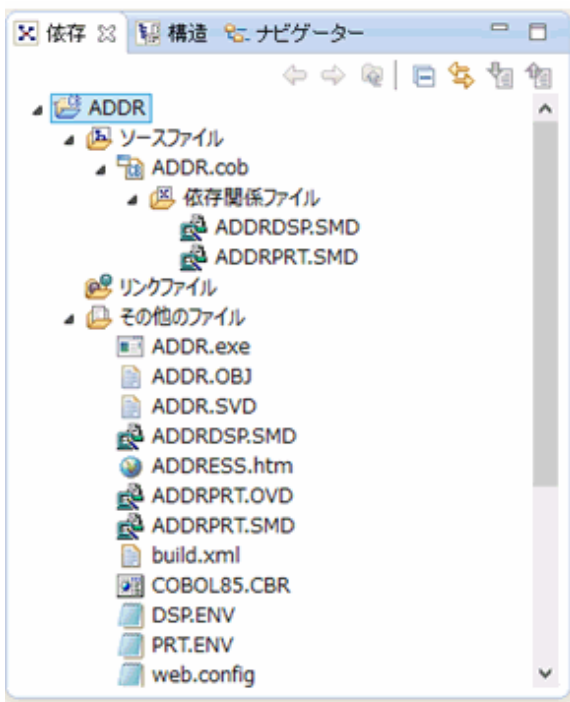 依存 構造 ナビゲーター
ADDR
ソースファイル
ADDR.cob
依存関係ファイル
ADDRDSP.SMD
ADDRPRT.SMD
リンクファイル
その他のファイル
ADDR.exe
ADDR.OBJ
ADDR.SVD
ADDRDSP.SMD
ADDRESS.htm
ADDRPRT.OVD
ADDRPRT.SMD
build.xml
COBOL85.CBR
DSP.ENV
PRT.ENV
web.config